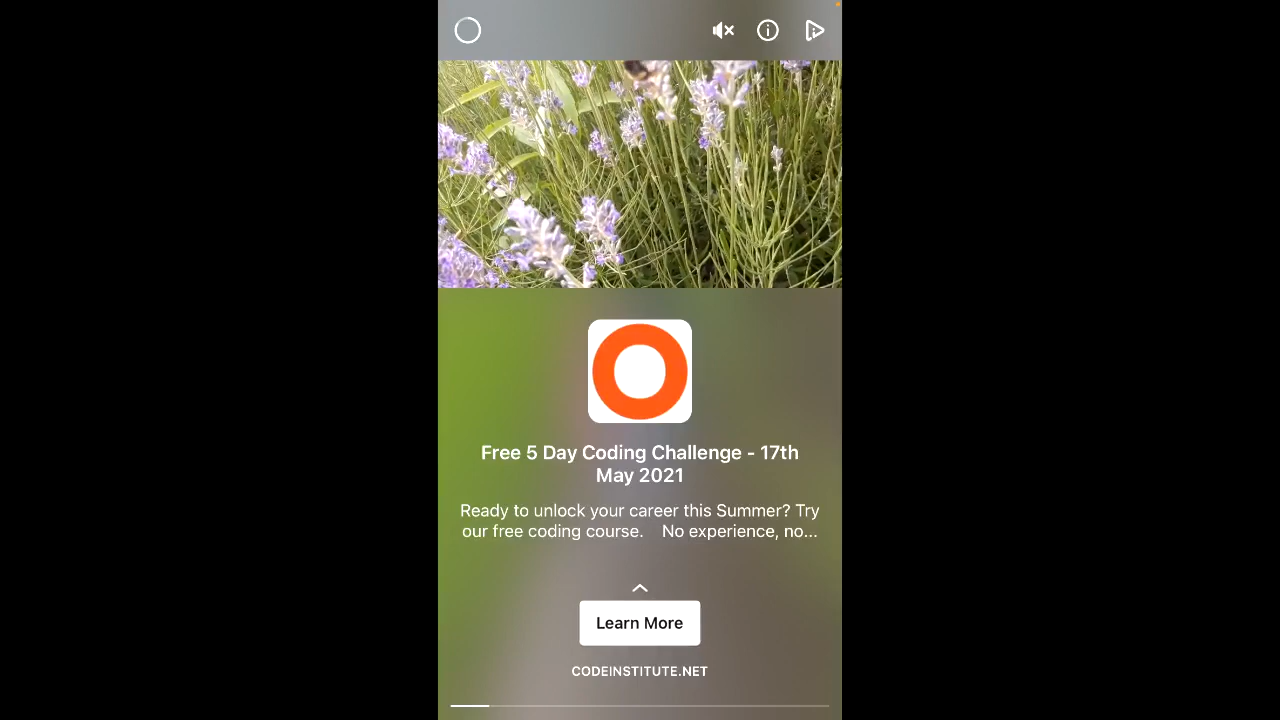 Free 5 Day Coding Challenge - 17th
May 2021
Ready to unlock your career this Summer? Try
our free coding course. No experience, no...
Learn More
CODEINSTITUTE.NET